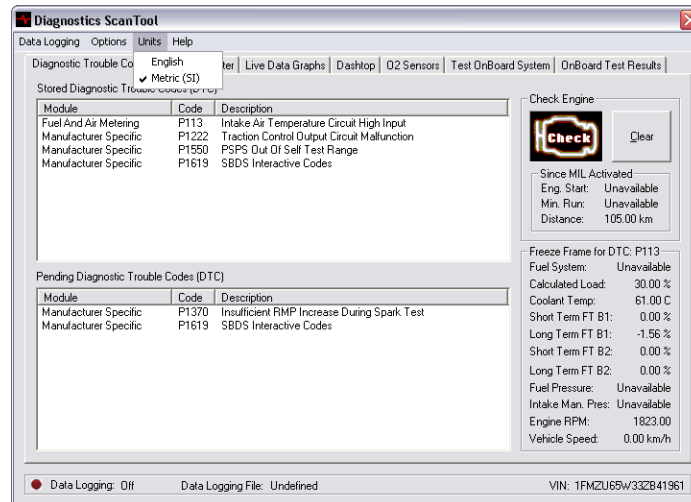 Diagnostics ScanTool
Data Logging Options Units Help
English
Metric (SI)
Diagnostic Trouble Co ter Live Data Graphs Dashtop O2 Sensors Test OnBoard System OnBoard Test Results
Stored Diagnostic Trouble Codes (DTC)
Module Code Description
Fuel And Air Metering P113 Intake Air Temperature Circuit High Input
Manufacturer Specific P1222 Traction Control Output Circuit Malfunction
Manufacturer Specific P1550 PSPS Out Of Self Test Range
Manufacturer Specific P1619 SBDS Interactive Codes
Pending Diagnostic Trouble Codes (DTC)
Module Code Description
Manufacturer Specific P1370 Insufficient RMP Increase During Spark Test
Manufacturer Specific P1619 SBDS Interactive Codes
Check Engine
Check
Clear
Since MIL Activated
Eng. Start: Unavailable
Min. Run: Unavailable
Distance: 105.00 km
Freeze Frame for DTC: P113
Fuel System: Unavailable
Calculated Load: 30.00 %
Coolant Temp: 61.00 C
Short Term FT B1: 0.00 %
Long Term FT B1: -1.56 %
Short Term FT B2: 0.00 %
Long Term FT B2: 0.00 %
Fuel Pressure: Unavailable
Intake Man. Pres: Unavailable
Engine RPM: 1823.00
Vehicle Speed: 0.00 km/h
Data Logging: Off Data Logging File: Undefined VIN: 1FMZU65W33ZB41961